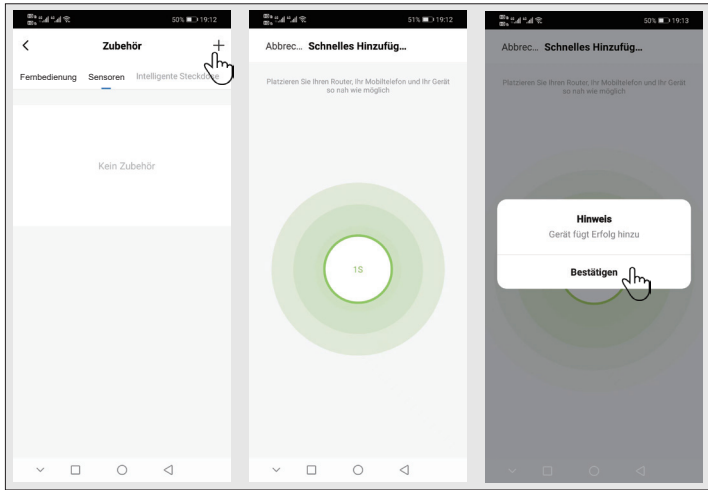 50% 19:12
Zubehör
Fernbedienung Sensoren Intelligente Steckdose
Kein Zubehör
51% 19:12
Abbrec... Schnelles Hinzufüg...
Platzieren Sie Ihren Router, Ihr Mobiltelefon und Ihr Gerät
so nah wie möglich
1S
50% 19:13
Abbrec... Schnelles Hinzufüg...
Platzieren Sie Ihren Router, Ihr Mobiltelefon und Ihr Gerät
so nah wie möglich
Hinweis
Gerät fügt Erfolg hinzu
Bestätigen